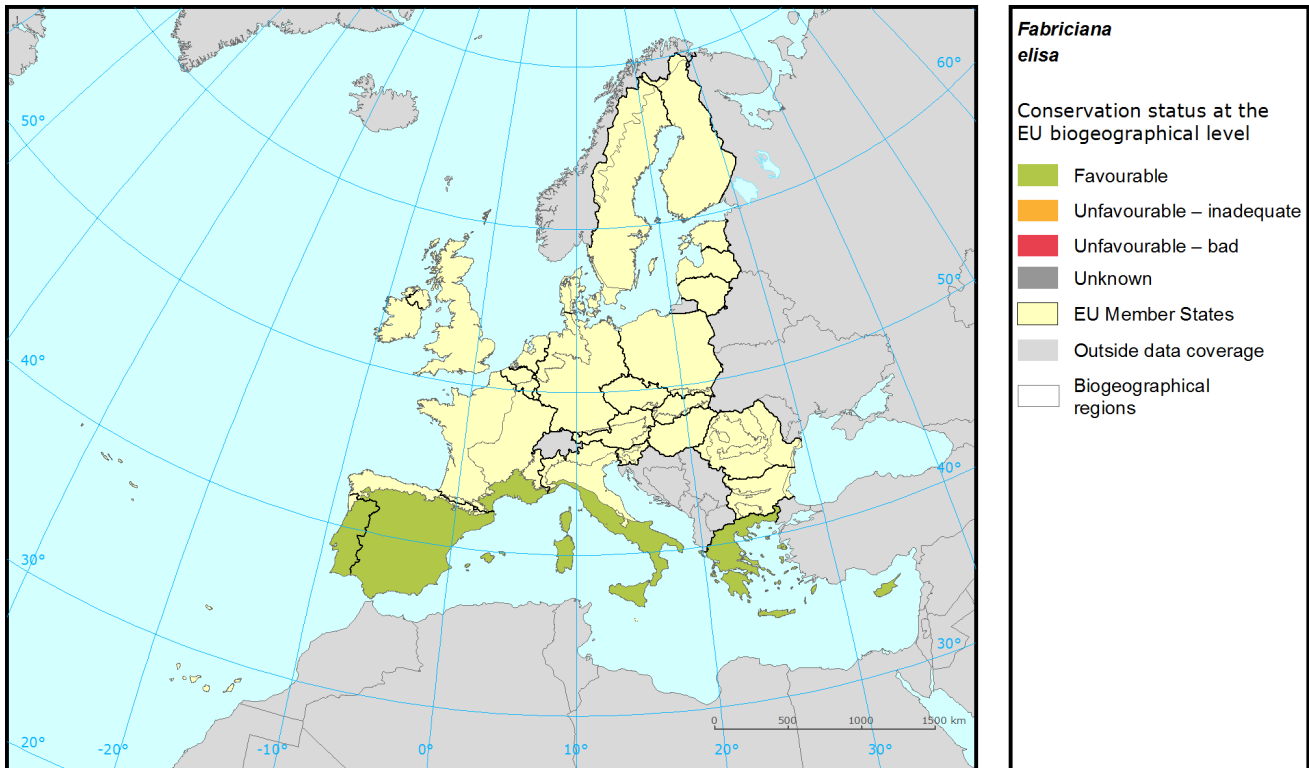 Fabriciana
elisa
Conservation status at the
EU biogeographical level
Favourable
Unfavourable – inadequate
Unfavourable – bad
Unknown
EU Member States
Outside data coverage
Biogeographical
regions
60°
50°
50°
40°
40°
30°
30°
0 500 1000 1500 km
20° -20° -10° 0° 10° 20° 30°